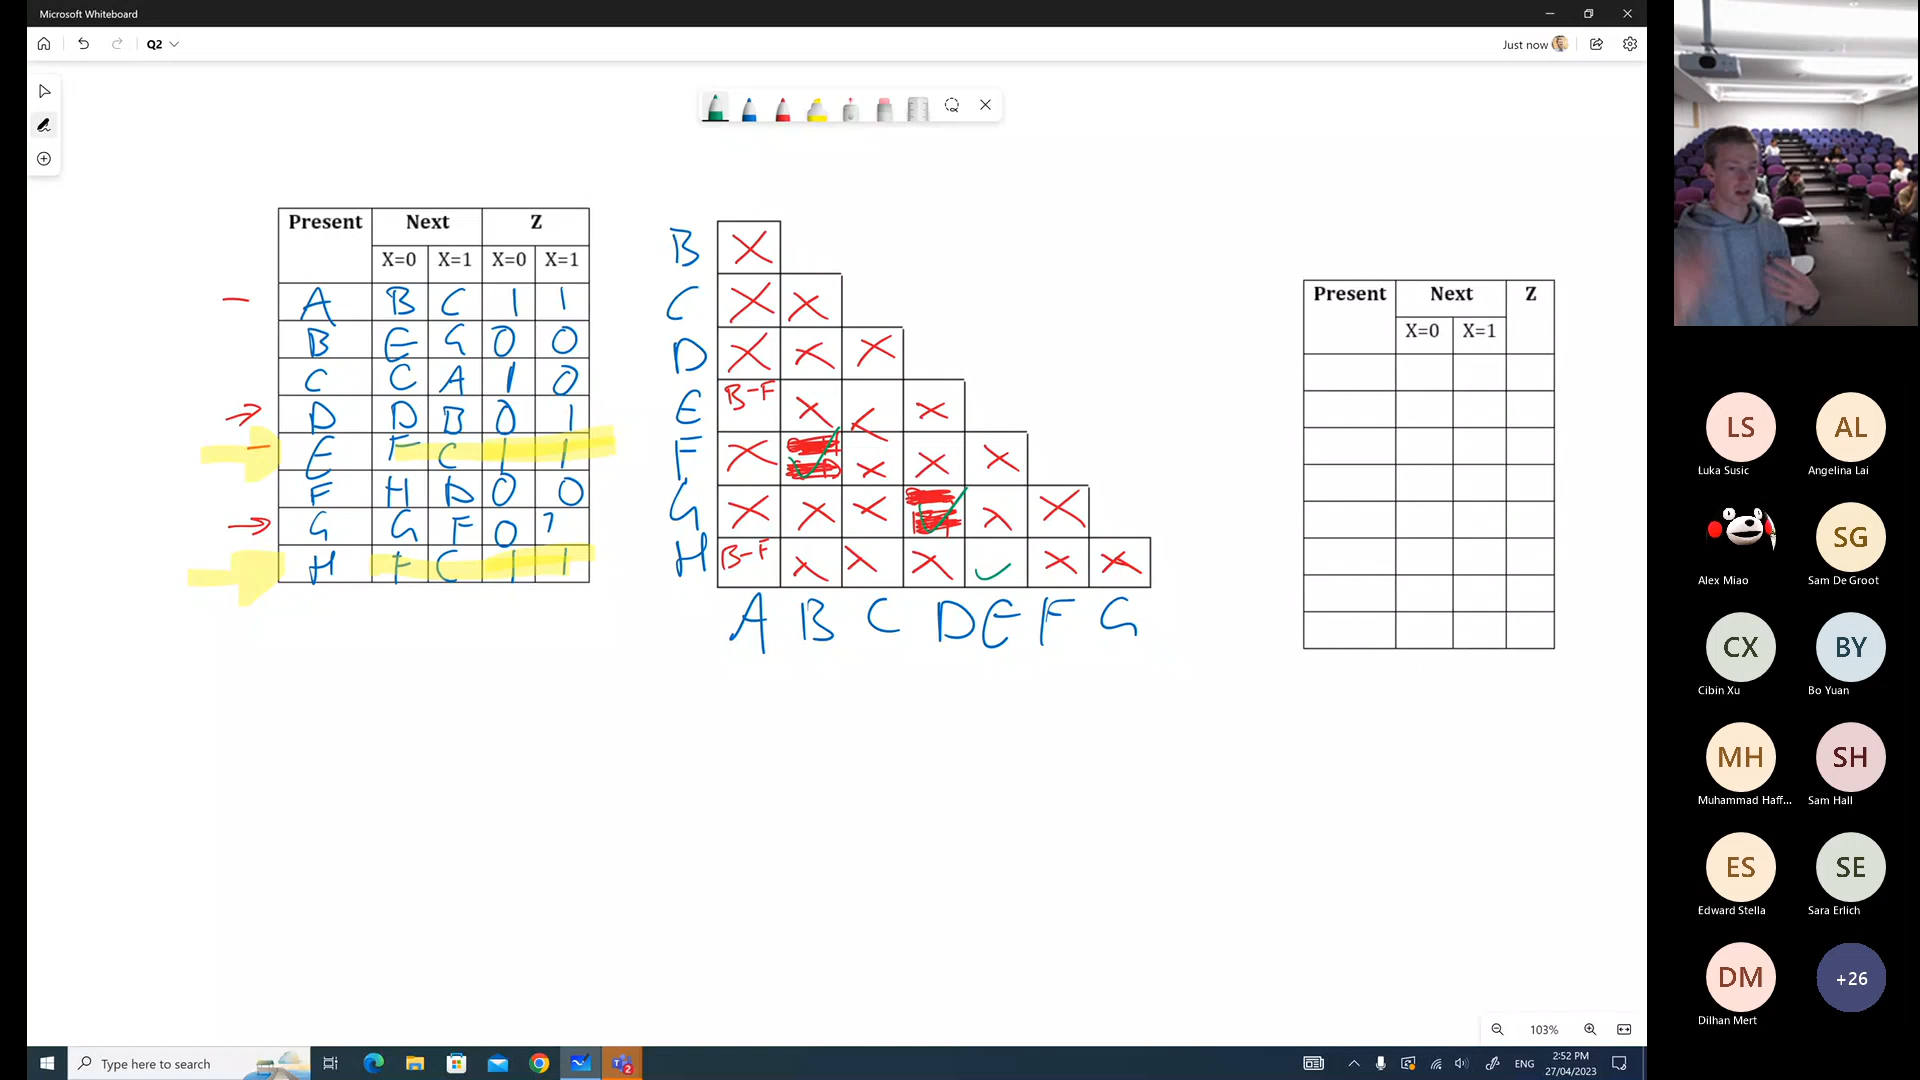 Microsoft Whiteboard
Q2
Just now
Present Next Z
X=0 X=1 X=0 X=1
A B C 1 1
B E G 0 0
C C A 1 0
D D B 0 1
E F C 1 1
F H D 0 0
G G F 0 1
H F C 1 1
B X
C X X
D X X X
E B-F X X X
F X ✓ X X X
G X X X ✓ X X
H B-F X X X ✓ X X
A B C D E F G
Present Next Z
X=0 X=1
LS AL
Luka Susic Angelina Lai
SG
Alex Miao Sam De Groot
CX BY
Cibin Xu Bo Yuan
MH SH
Muhammad Haff... Sam Hall
ES SE
Edward Stella Sara Erlich
DM +26
Dilhan Mert
103%
Type here to search
2
ENG
2:52 PM
27/04/2023